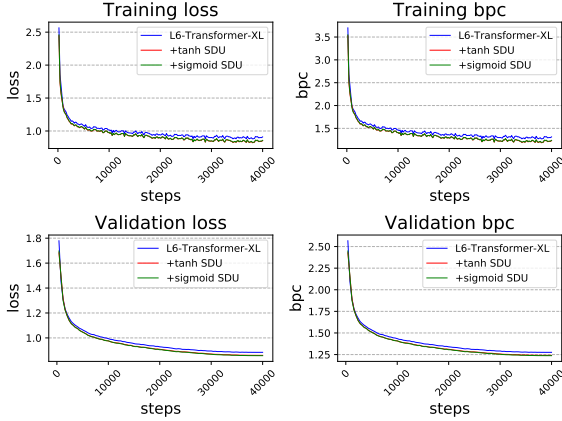 Training loss
loss
2.5
2.0
1.5
1.0
L6-Transformer-XL
+tanh SDU
+sigmoid SDU
0
10000
20000
30000
40000
steps
Training bpc
bpc
3.5
3.0
2.5
2.0
1.5
L6-Transformer-XL
+tanh SDU
+sigmoid SDU
0
10000
20000
30000
40000
steps
Validation loss
loss
1.8
1.6
1.4
1.2
1.0
L6-Transformer-XL
+tanh SDU
+sigmoid SDU
0
10000
20000
30000
40000
steps
Validation bpc
bpc
2.50
2.25
2.00
1.75
1.50
1.25
L6-Transformer-XL
+tanh SDU
+sigmoid SDU
0
10000
20000
30000
40000
steps